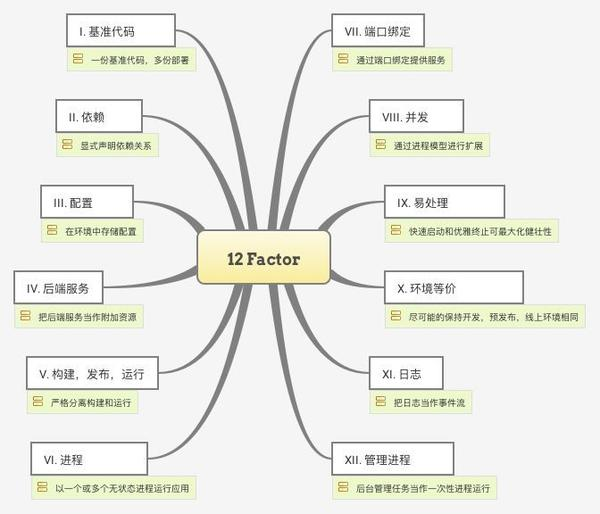 I. 基准代码
一份基准代码，多份部署
II. 依赖
显式声明依赖关系
III. 配置
在环境中存储配置
IV. 后端服务
把后端服务当作附加资源
V. 构建，发布，运行
严格分离构建和运行
VI. 进程
以一个或多个无状态进程运行应用
12 Factor
VII. 端口绑定
通过端口绑定提供服务
VIII. 并发
通过进程模型进行扩展
IX. 易处理
快速启动和优雅终止可最大化健壮性
X. 环境等价
尽可能的保持开发，预发布，线上环境相同
XI. 日志
把日志当作事件流
XII. 管理进程
后台管理任务当作一次性进程运行